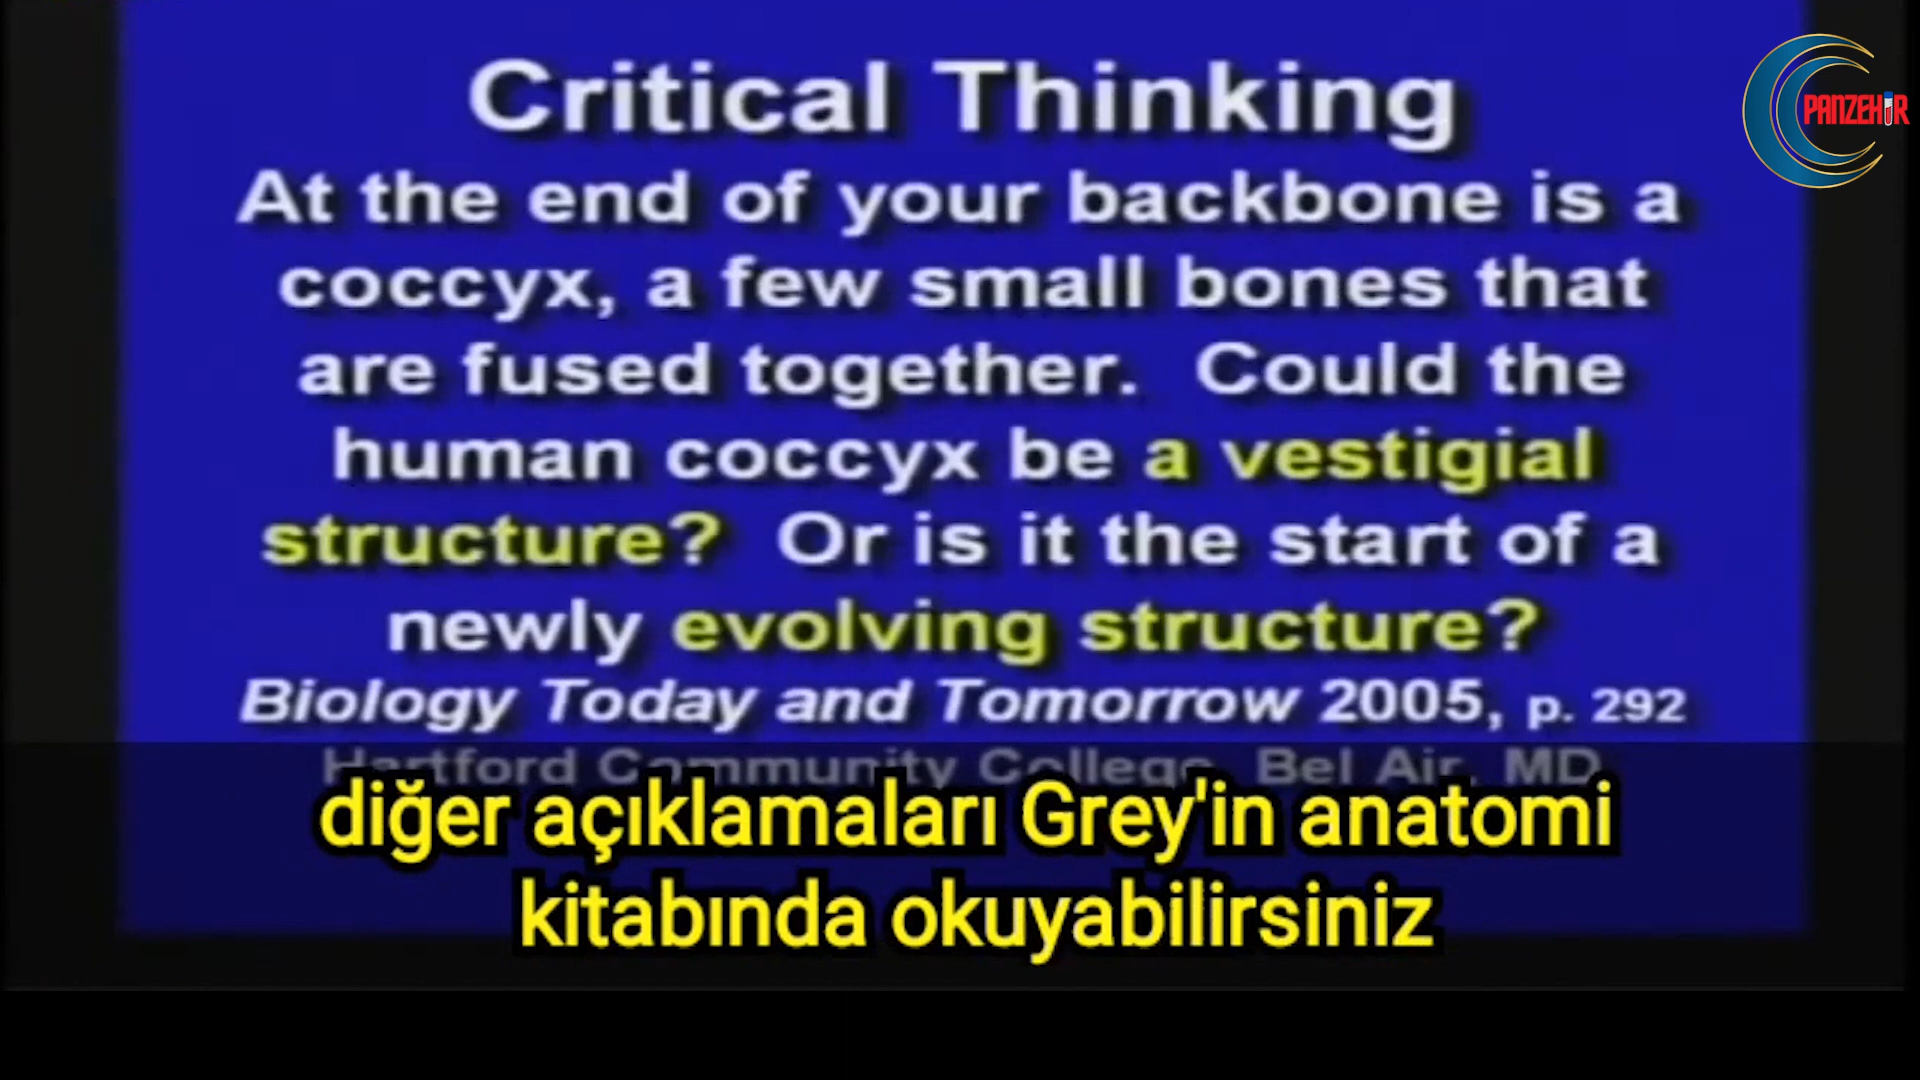 Critical Thinking
PANZEHİR
At the end of your backbone is a
coccyx, a few small bones that
are fused together. Could the
human coccyx be a vestigial
structure? Or is it the start of a
newly evolving structure?
Biology Today and Tomorrow 2005, p. 292
Hartford Community College, Bel Air, MD
diğer açıklamaları Grey'in anatomi
kitabında okuyabilirsiniz